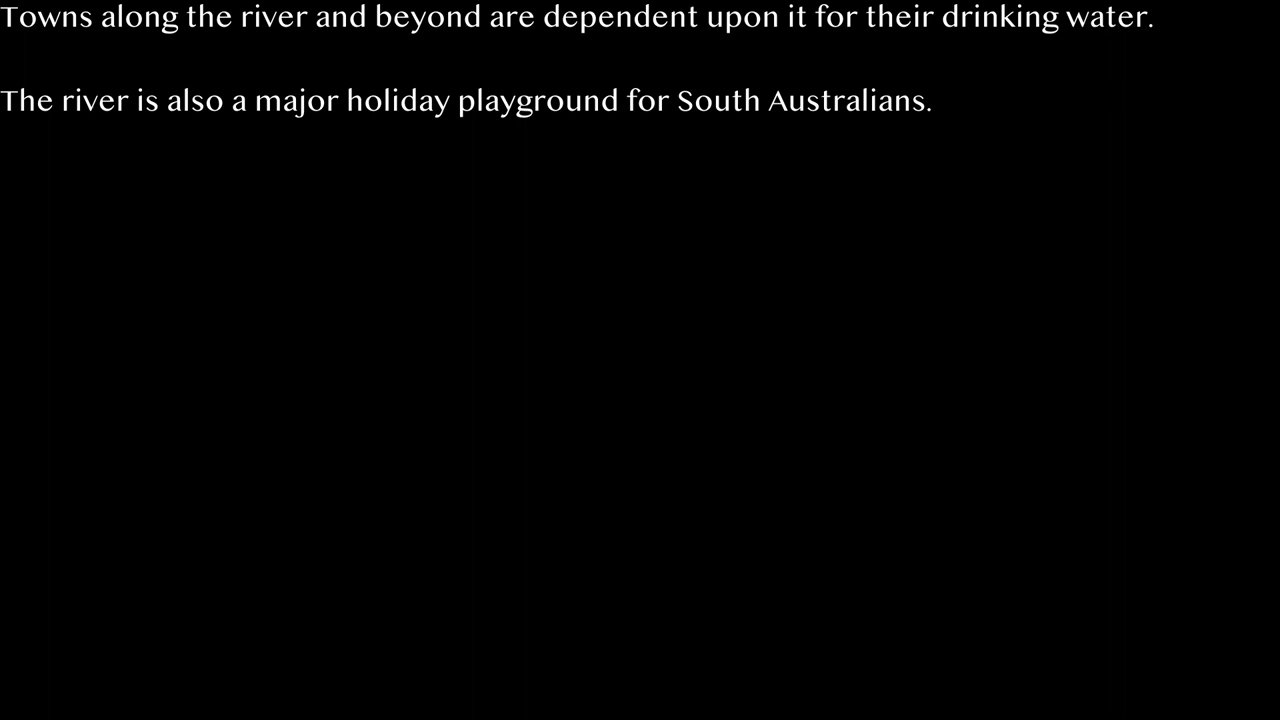 Towns along the river and beyond are dependent upon it for their drinking water.
The river is also a major holiday playground for South Australians.